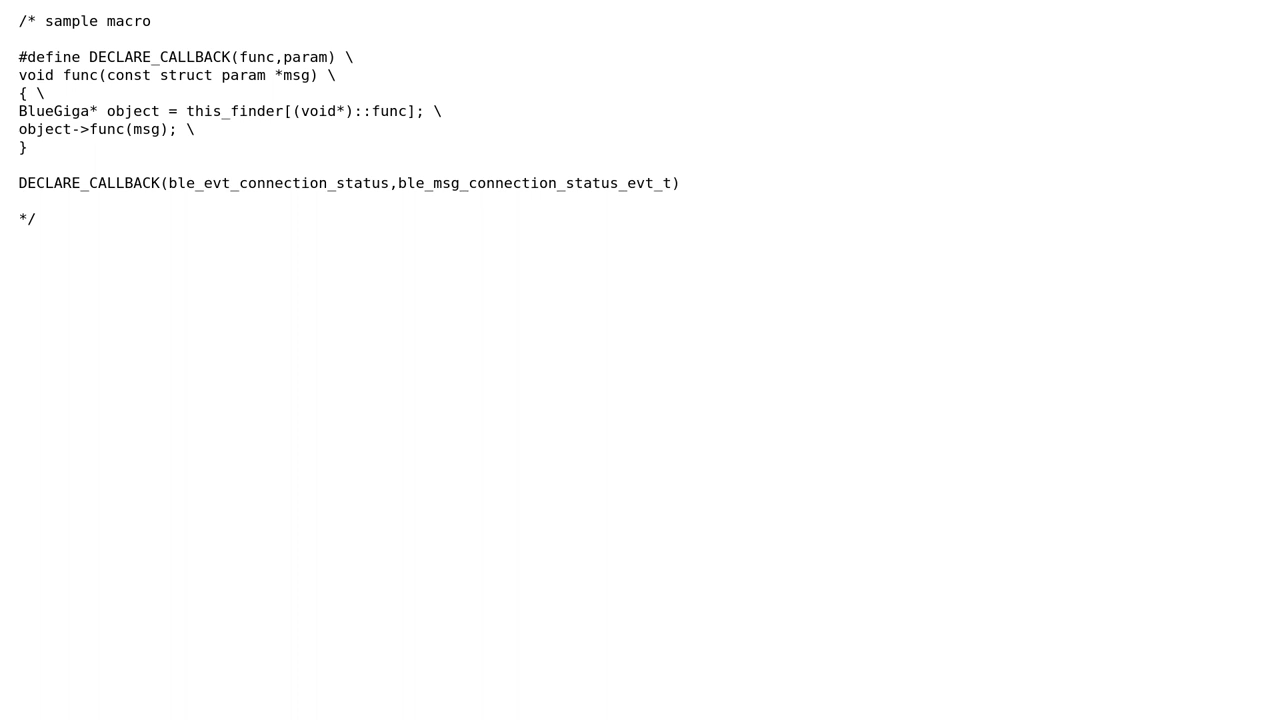 /* sample macro
#define DECLARE_CALLBACK(func,param) \
void func(const struct param *msg) \
{ \
BlueGiga* object = this_finder[(void*)::func]; \
object->func(msg); \
}
DECLARE_CALLBACK(ble_evt_connection_status,ble_msg_connection_status_evt_t)
*/